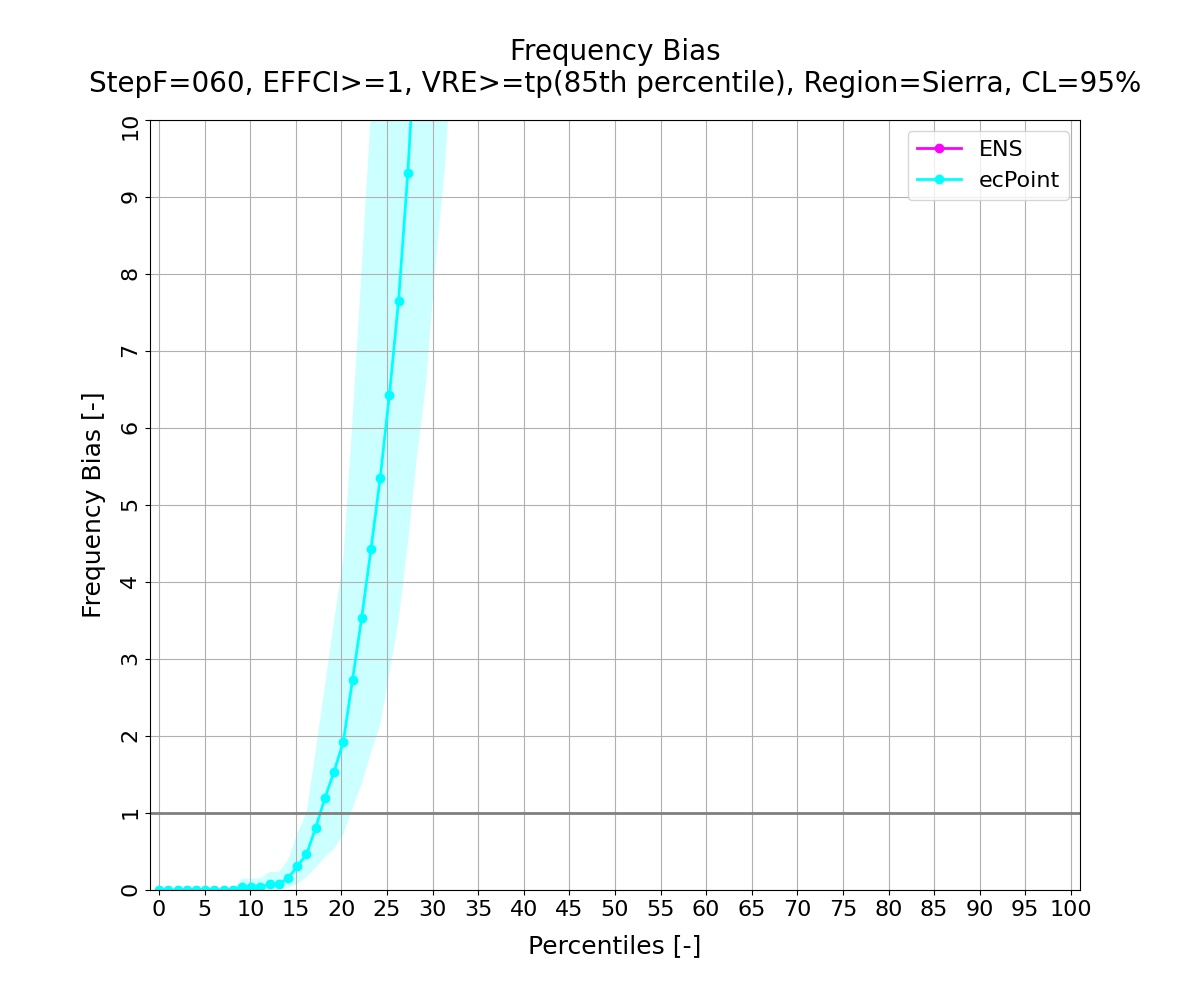 Frequency Bias
StepF=060, EFFCI>=1, VRE>=tp(85th percentile), Region=Sierra, CL=95%
10
9
8
7
6
5
4
3
2
1
0
Frequency Bias [-]
ENS
ecPoint
0 5 10 15 20 25 30 35 40 45 50 55 60 65 70 75 80 85 90 95 100
Percentiles [-]